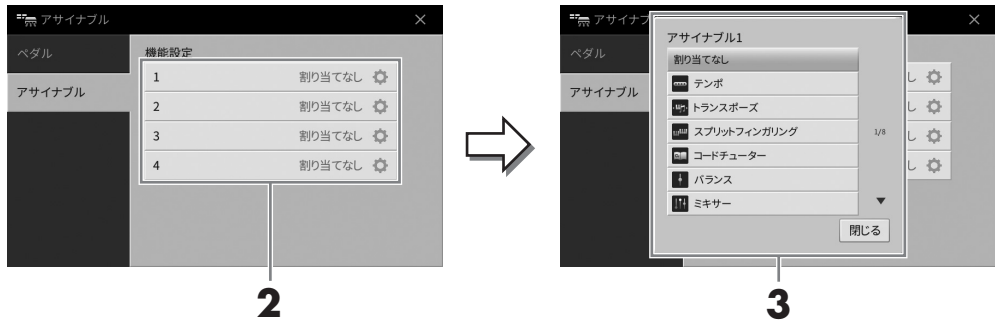 アサイナブル
ペダル
アサイナブル
機能設定
1 割り当てなし
2 割り当てなし
3 割り当てなし
4 割り当てなし
2
アサイナブ
ペダル
アサイナブル
アサイナブル1
割り当てなし
テンポ
トランスポーズ
スプリットフィンガリング
コードチューター
バランス
ミキサー
1/8
閉じる
し
し
し
し
3